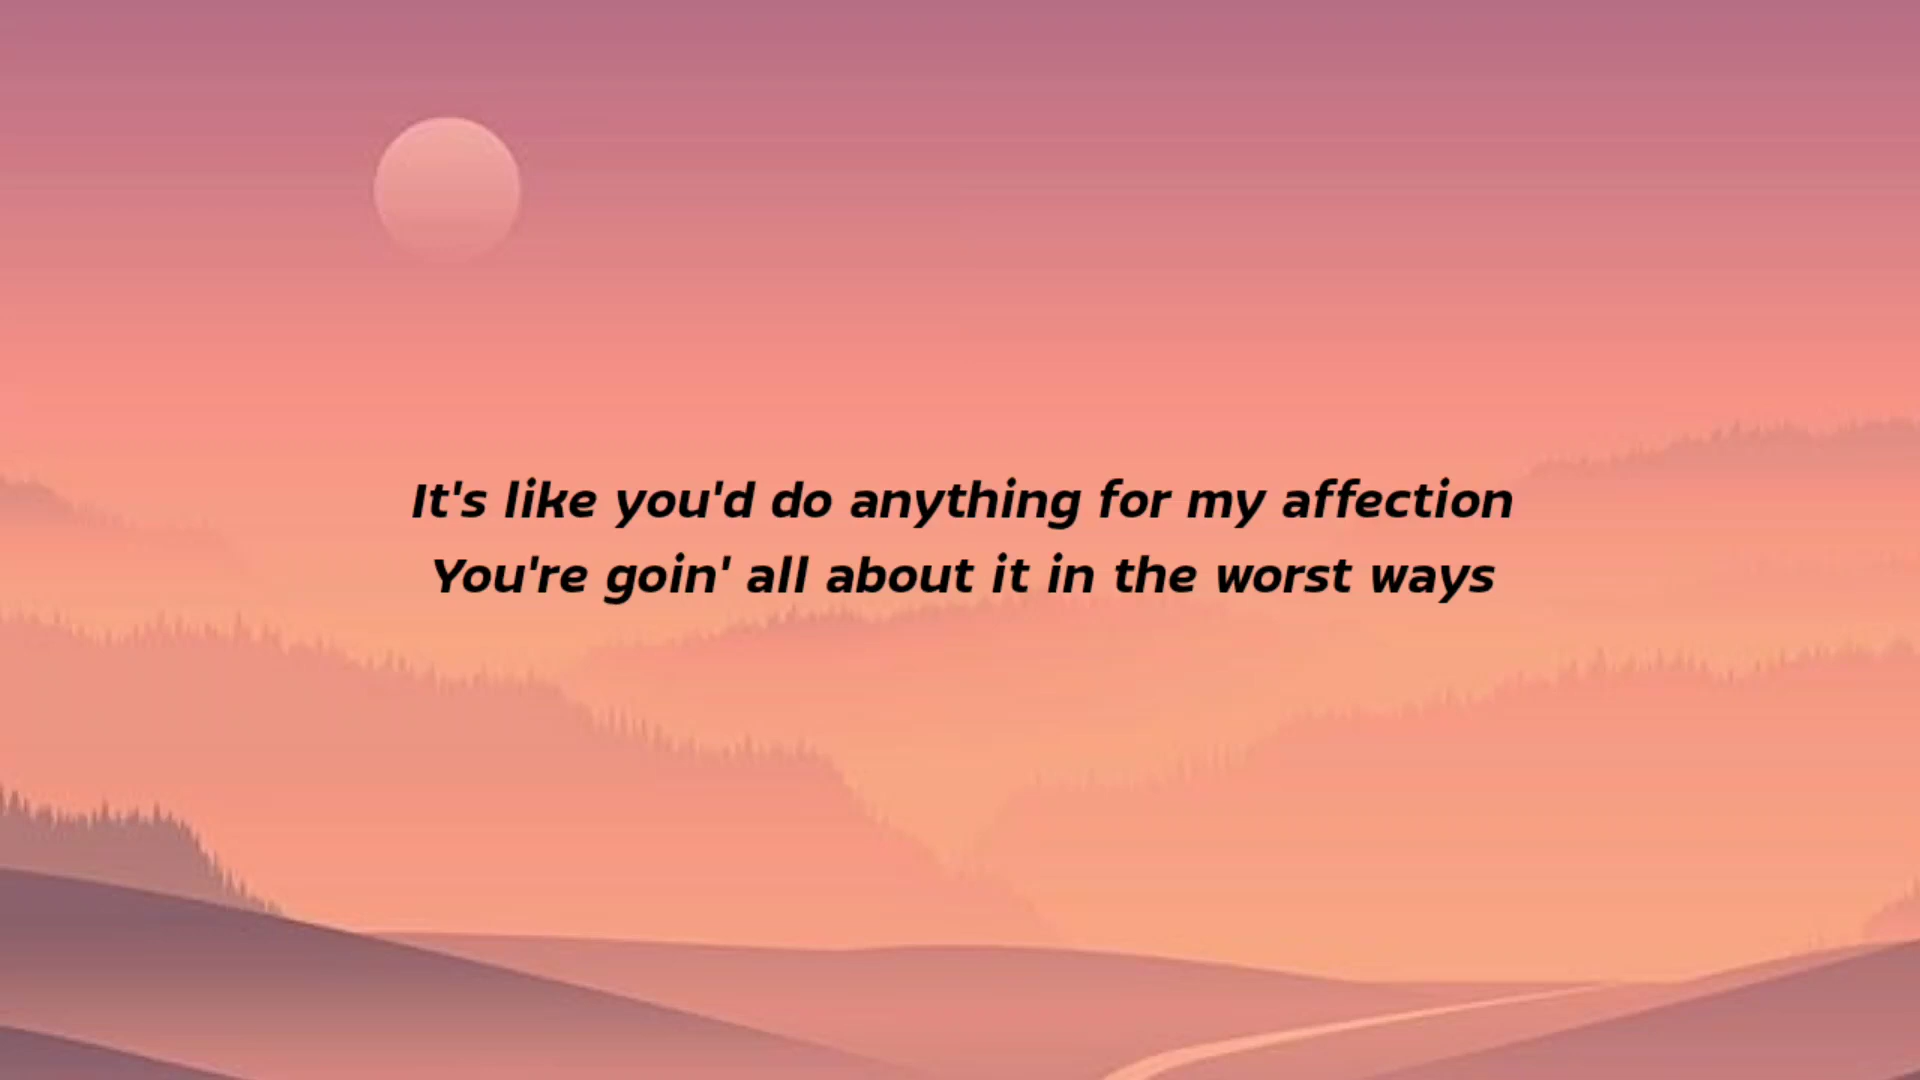 It's like you'd do anything for my affection
You're goin' all about it in the worst ways